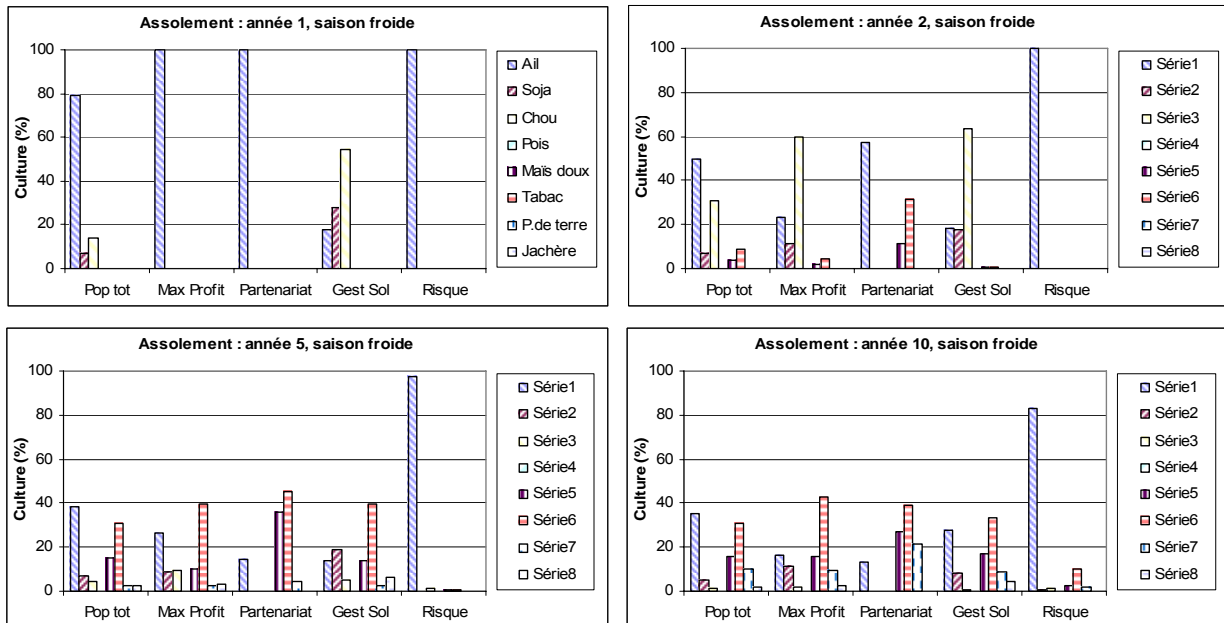 Assolement : année 1, saison froide
Culture (%)
100
80
60
40
20
0
Pop tot
Max Profit
Partenariat
Gest Sol
Risque
Ail
Soja
Chou
Pois
Maïs doux
Tabac
P.de terre
Jachère
Assolement : année 2, saison froide
Culture (%)
100
80
60
40
20
0
Pop tot
Max Profit
Partenariat
Gest Sol
Risque
Série1
Série2
Série3
Série4
Série5
Série6
Série7
Série8
Assolement : année 5, saison froide
Culture (%)
100
80
60
40
20
0
Pop tot
Max Profit
Partenariat
Gest Sol
Risque
Série1
Série2
Série3
Série4
Série5
Série6
Série7
Série8
Assolement : année 10, saison froide
Culture (%)
100
80
60
40
20
0
Pop tot
Max Profit
Partenariat
Gest Sol
Risque
Série1
Série2
Série3
Série4
Série5
Série6
Série7
Série8